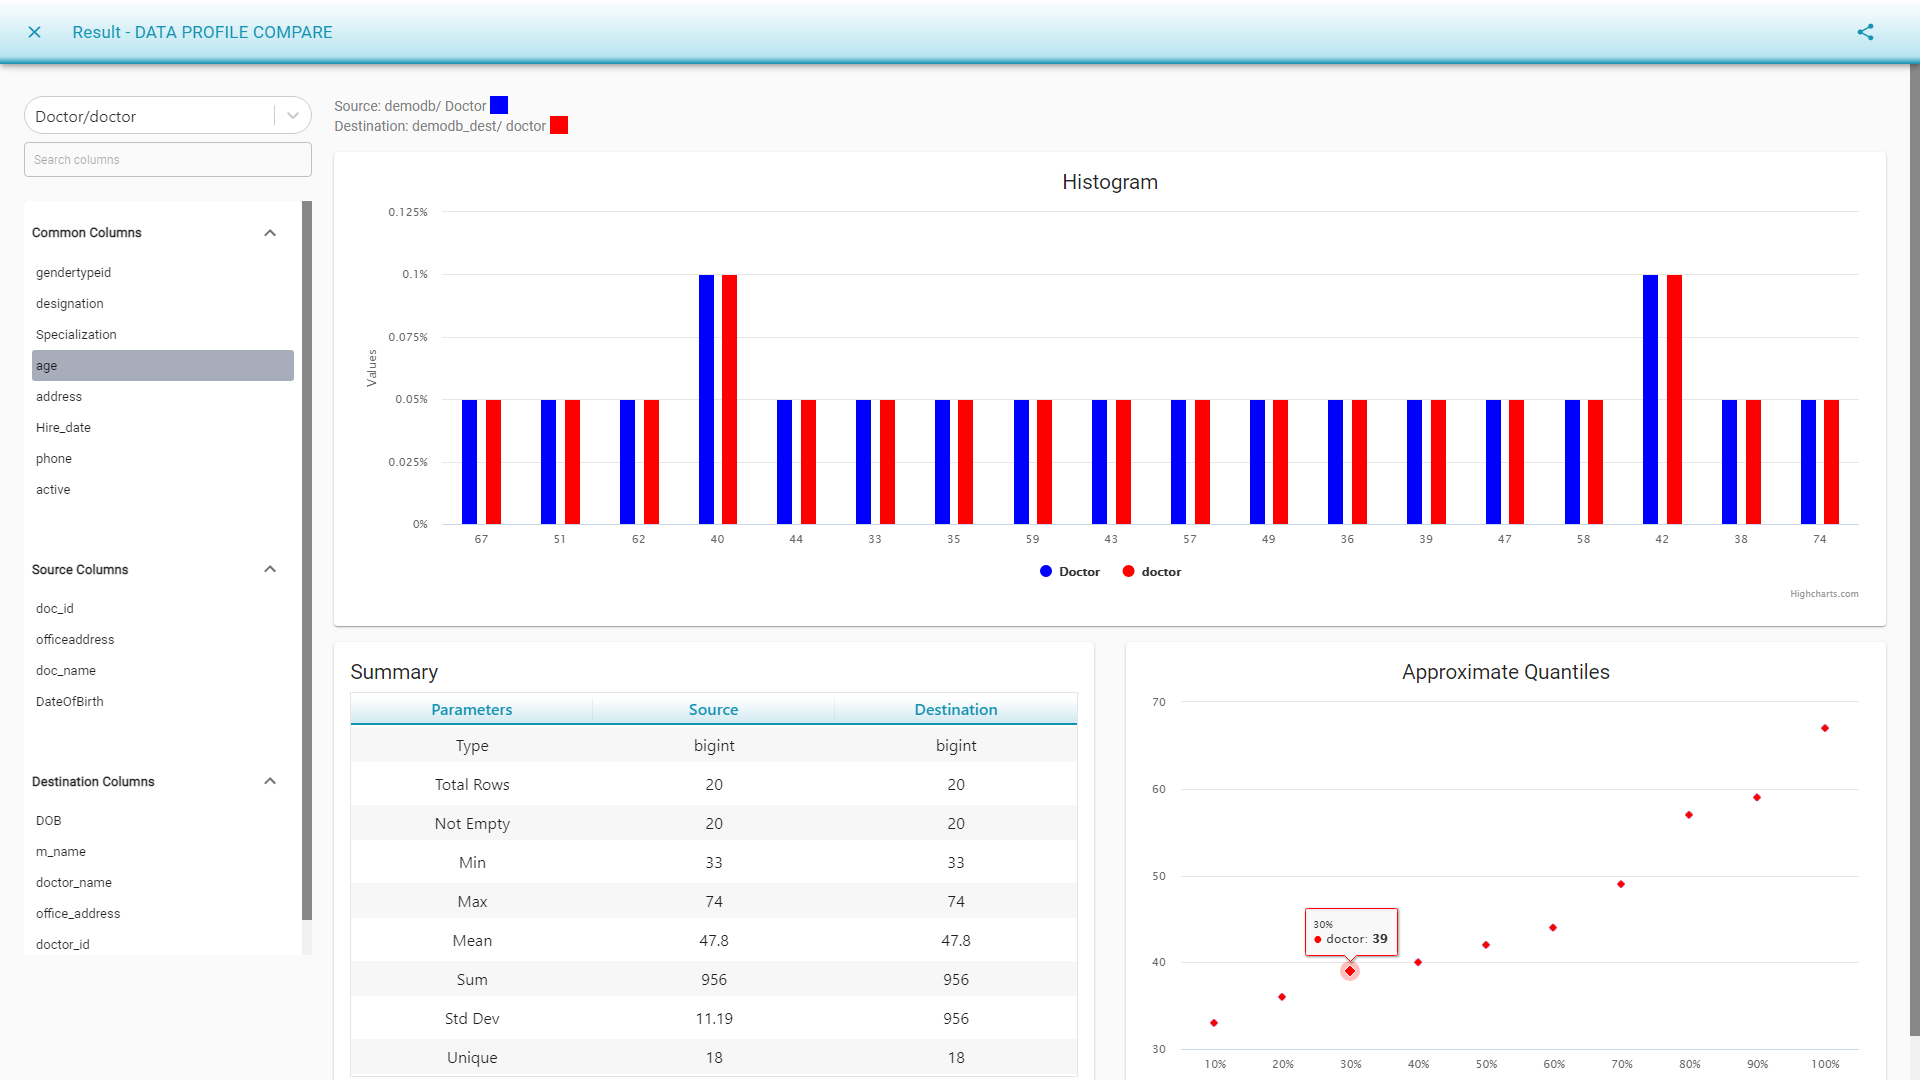 Result - DATA PROFILE COMPARE
Doctor/doctor
Search columns
Common Columns
gendertypeid
designation
Specialization
age
address
Hire_date
phone
active
Source Columns
doc_id
officeaddress
doc_name
DateOfBirth
Destination Columns
DOB
m_name
doctor_name
office_address
doctor_id
Source: demodb/ Doctor
Destination: demodb_dest/ doctor
Histogram
0.125%
0.1%
0.075%
0.05%
0.025%
0%
Values
67 51 62 40 44 33 35 59 43 57 49 36 39 47 58 42 38 74
Doctor doctor
Highcharts.com
Summary
Parameters Source Destination
Type bigint bigint
Total Rows 20 20
Not Empty 20 20
Min 33 33
Max 74 74
Mean 47.8 47.8
Sum 956 956
Std Dev 11.19 956
Unique 18 18
Approximate Quantiles
70
60
50
40
30
30%
doctor: 39
10% 20% 30% 40% 50% 60% 70% 80% 90% 100%